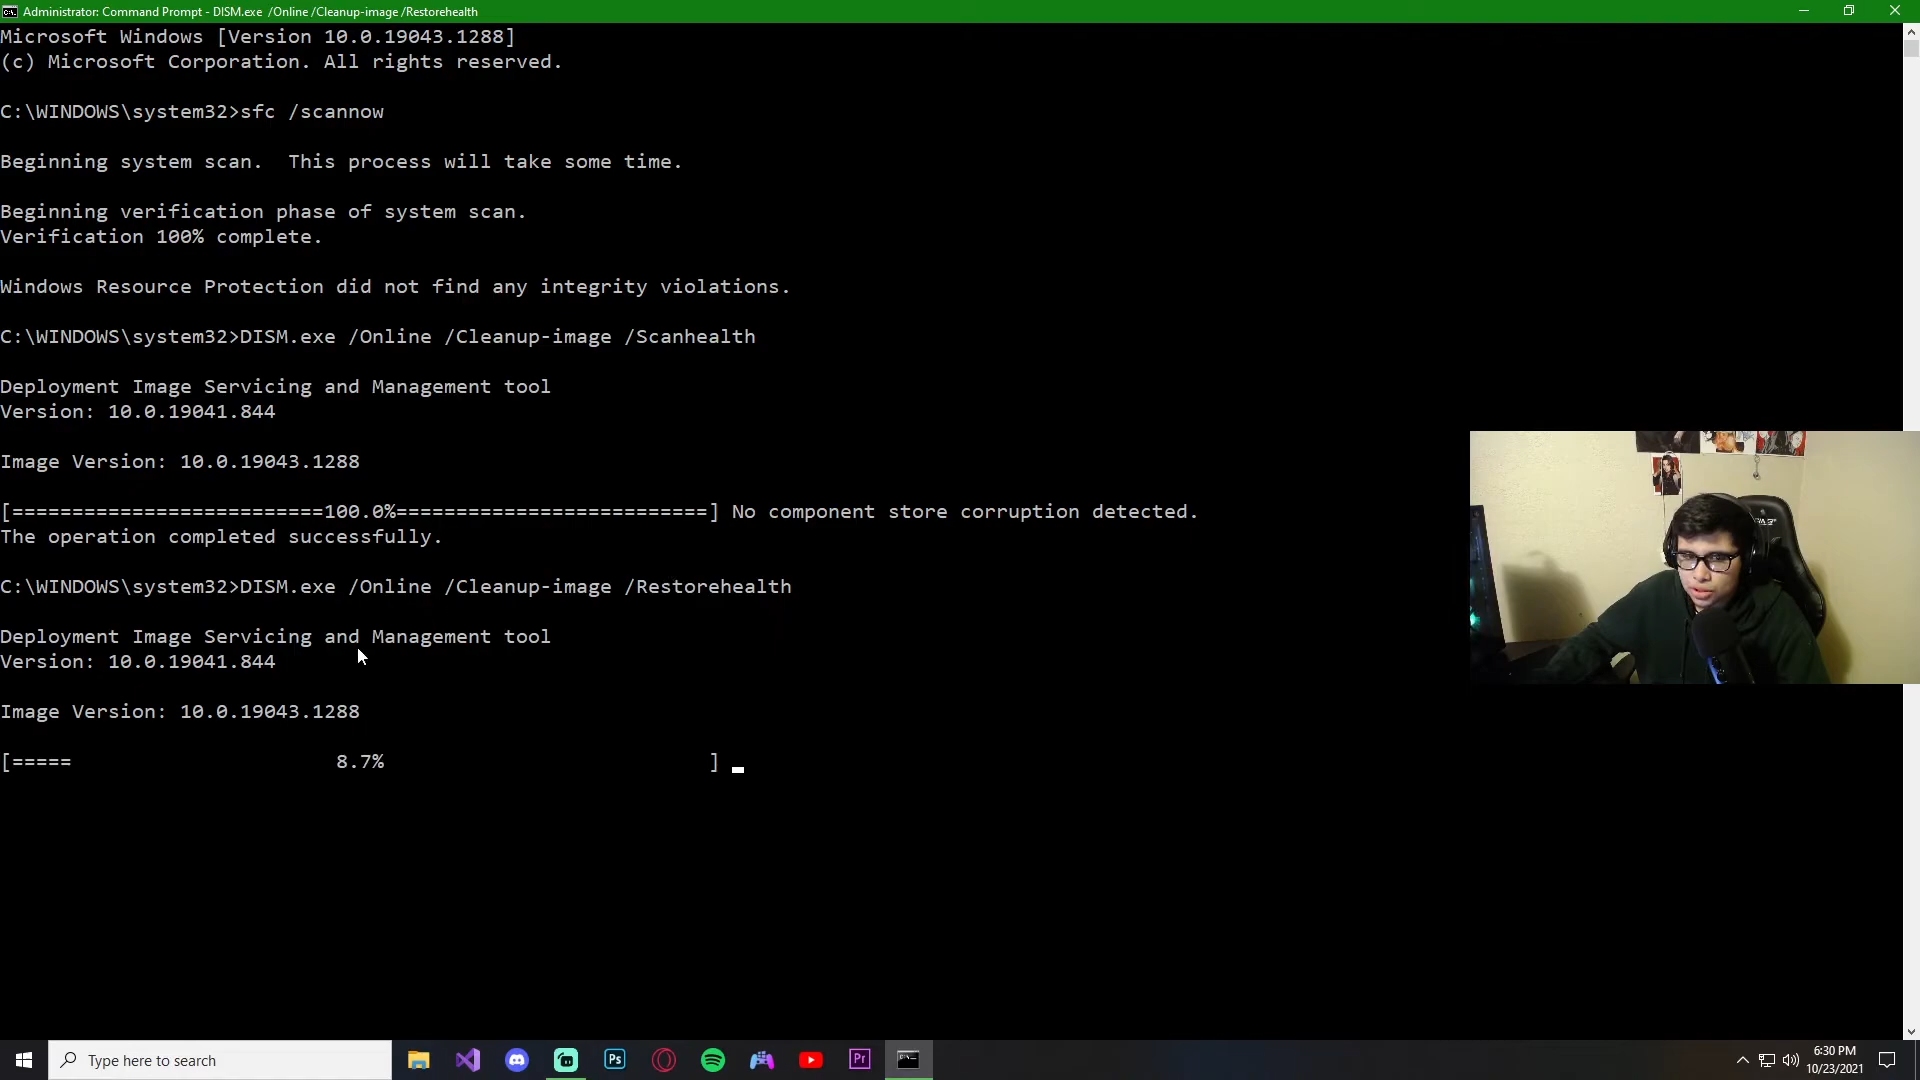 Administrator: Command Prompt - DISM.exe  /Online /Cleanup-image /Restorehealth
Microsoft Windows [Version 10.0.19043.1288]
(c) Microsoft Corporation. All rights reserved.
C:\WINDOWS\system32>sfc /scannow
Beginning system scan.  This process will take some time.
Beginning verification phase of system scan.
Verification 100% complete.
Windows Resource Protection did not find any integrity violations.
C:\WINDOWS\system32>DISM.exe /Online /Cleanup-image /Scanhealth
Deployment Image Servicing and Management tool
Version: 10.0.19041.844
Image Version: 10.0.19043.1288
[==========================100.0%==========================] No component store corruption detected.
The operation completed successfully.
C:\WINDOWS\system32>DISM.exe /Online /Cleanup-image /Restorehealth
Deployment Image Servicing and Management tool
Version: 10.0.19041.844
Image Version: 10.0.19043.1288
[=====                      8.7%                           ]
Type here to search
Ps
Pr
6:30 PM
10/23/2021